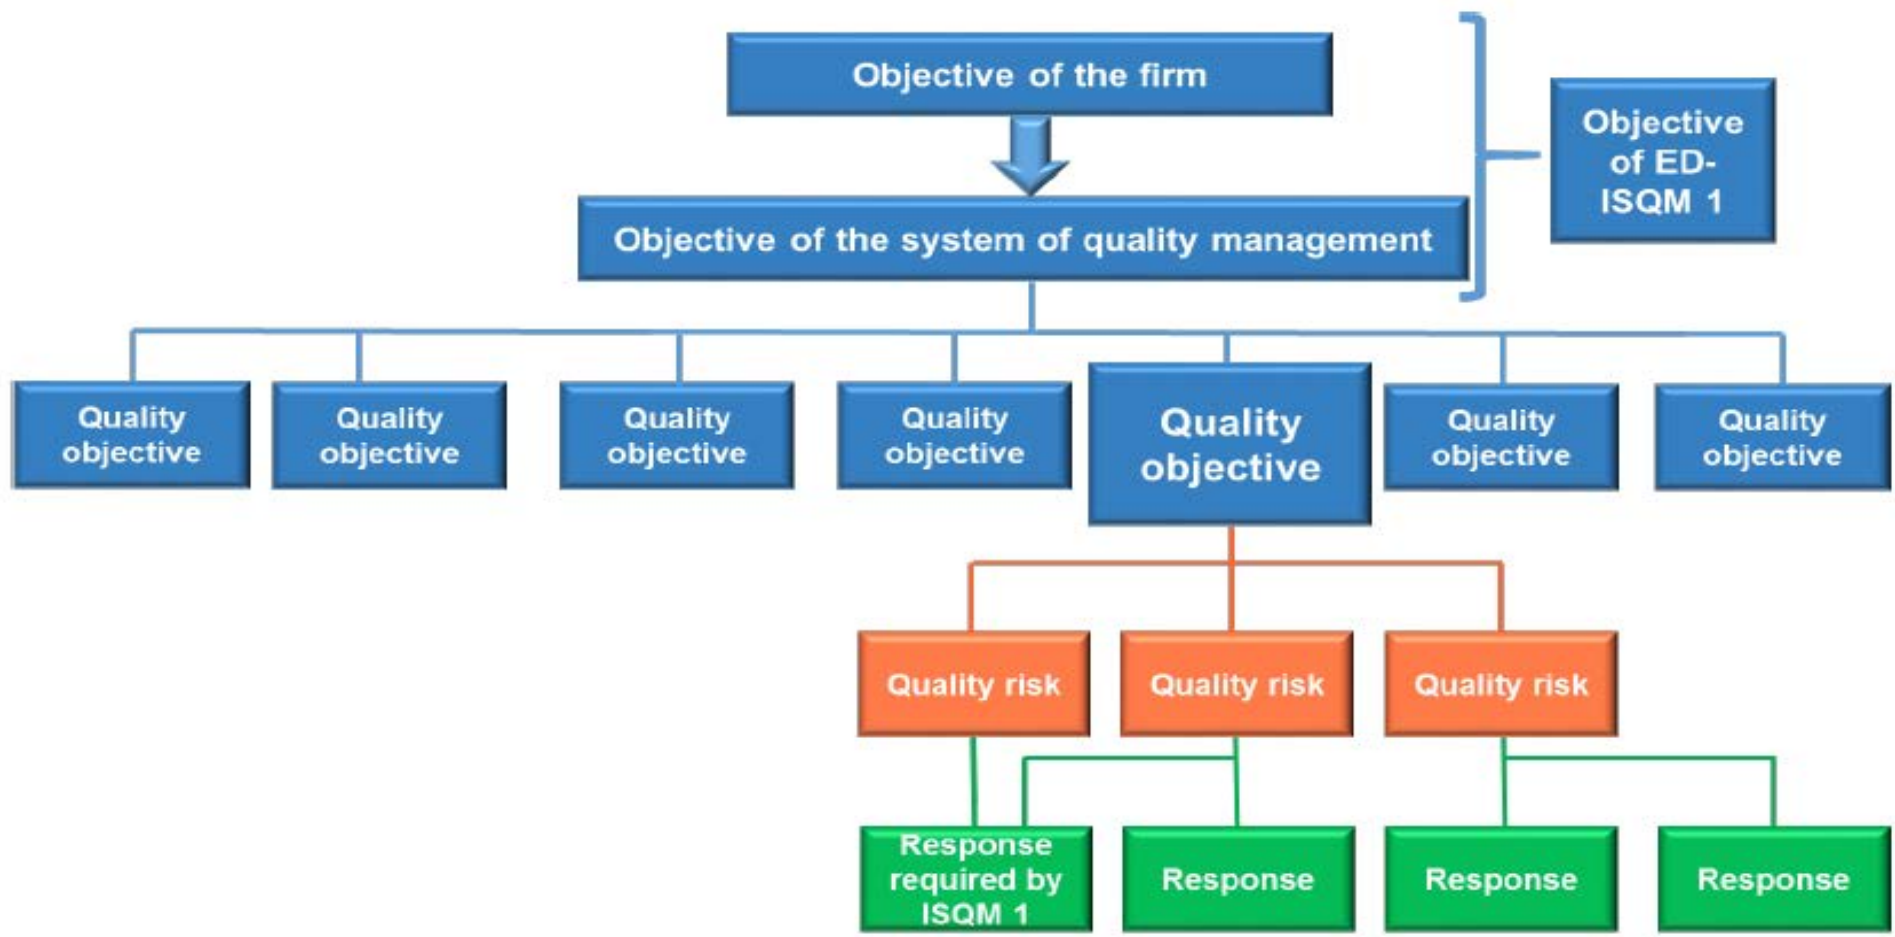 Objective of the firm
Objective
of ED-
ISQM 1
Objective of the system of quality management
Quality
objective
Quality
objective
Quality
objective
Quality
objective
Quality
objective
Quality
objective
Quality
objective
Quality risk
Quality risk
Quality risk
Response
required by
ISQM 1
Response
Response
Response